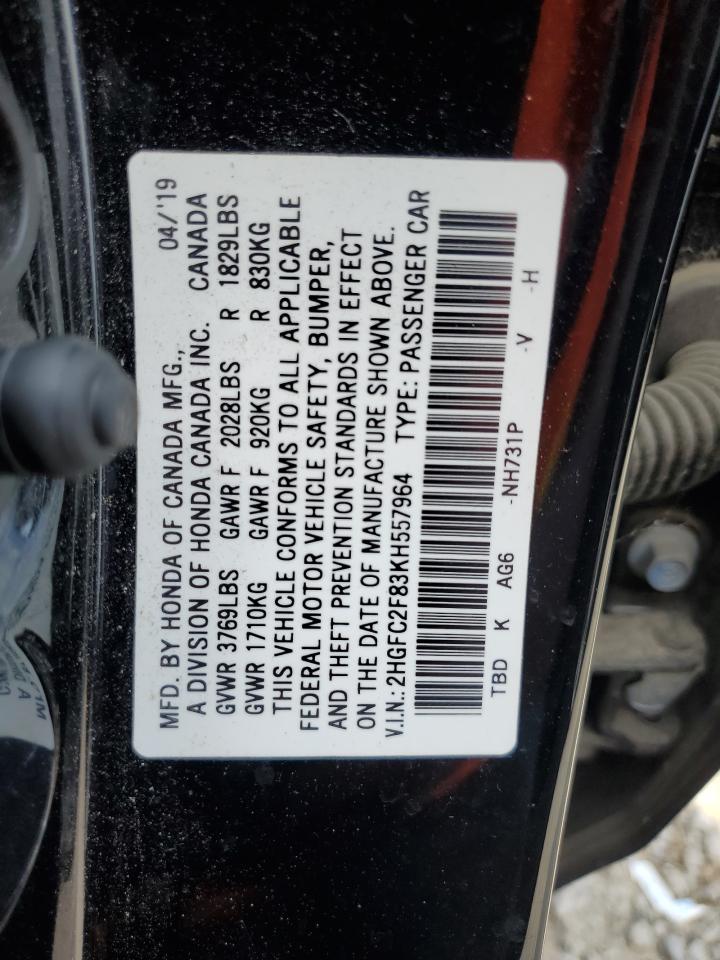 MFD. BY HONDA OF CANADA MFG., 04/'19
A DIVISION OF HONDA CANADA INC. CANADA
GVWR 3769LBS GAWR F 2028LBS R 1829LBS
GVWR 1710KG GAWR F 920KG R 830KG
THIS VEHICLE CONFORMS TO ALL APPLICABLE
FEDERAL MOTOR VEHICLE SAFETY, BUMPER,
AND THEFT PREVENTION STANDARDS IN EFFECT
ON THE DATE OF MANUFACTURE SHOWN ABOVE.
V.I.N.: 2HGFC2F83KH557964 TYPE: PASSENGER CAR
TBD K AG6 -NH731P -V -H